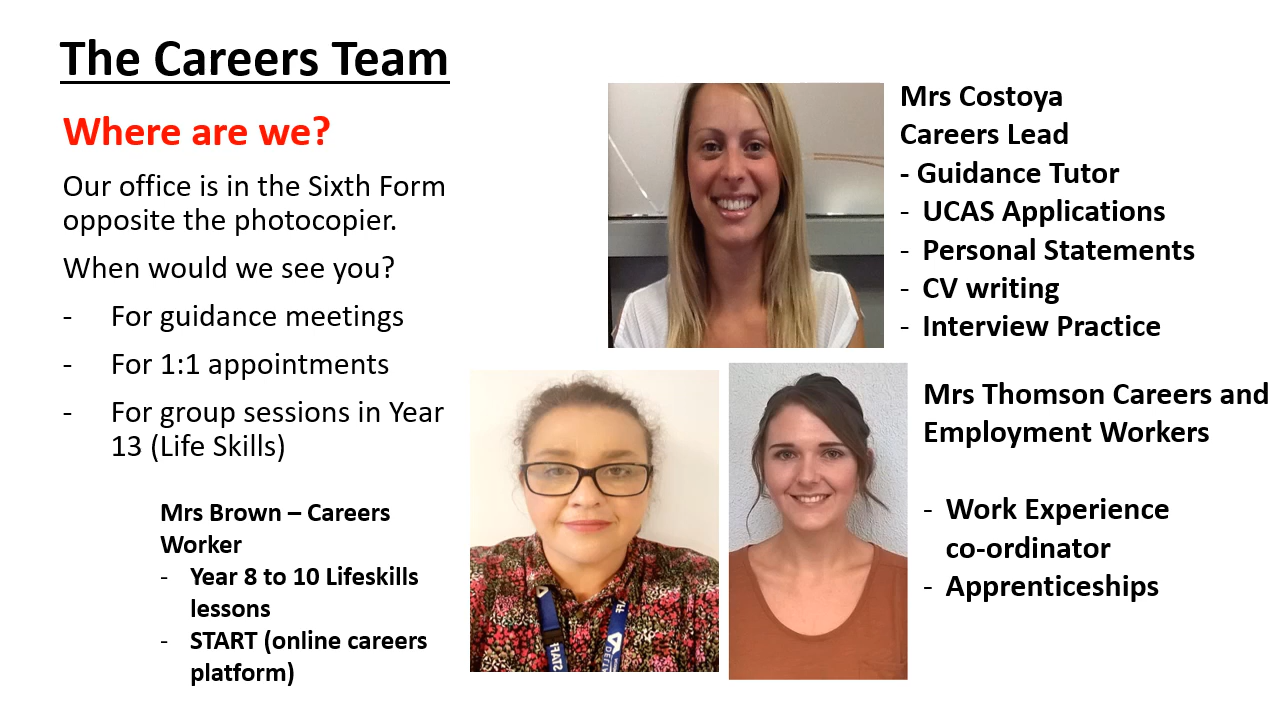 The Careers Team
Where are we?
Our office is in the Sixth Form
opposite the photocopier.
When would we see you?
- For guidance meetings
- For 1:1 appointments
- For group sessions in Year
13 (Life Skills)
Mrs Brown – Careers
Worker
- Year 8 to 10 Lifeskills
lessons
- START (online careers
platform)
Mrs Costoya
Careers Lead
- Guidance Tutor
- UCAS Applications
- Personal Statements
- CV writing
- Interview Practice
Mrs Thomson Careers and
Employment Workers
- Work Experience
co-ordinator
- Apprenticeships
STAFF